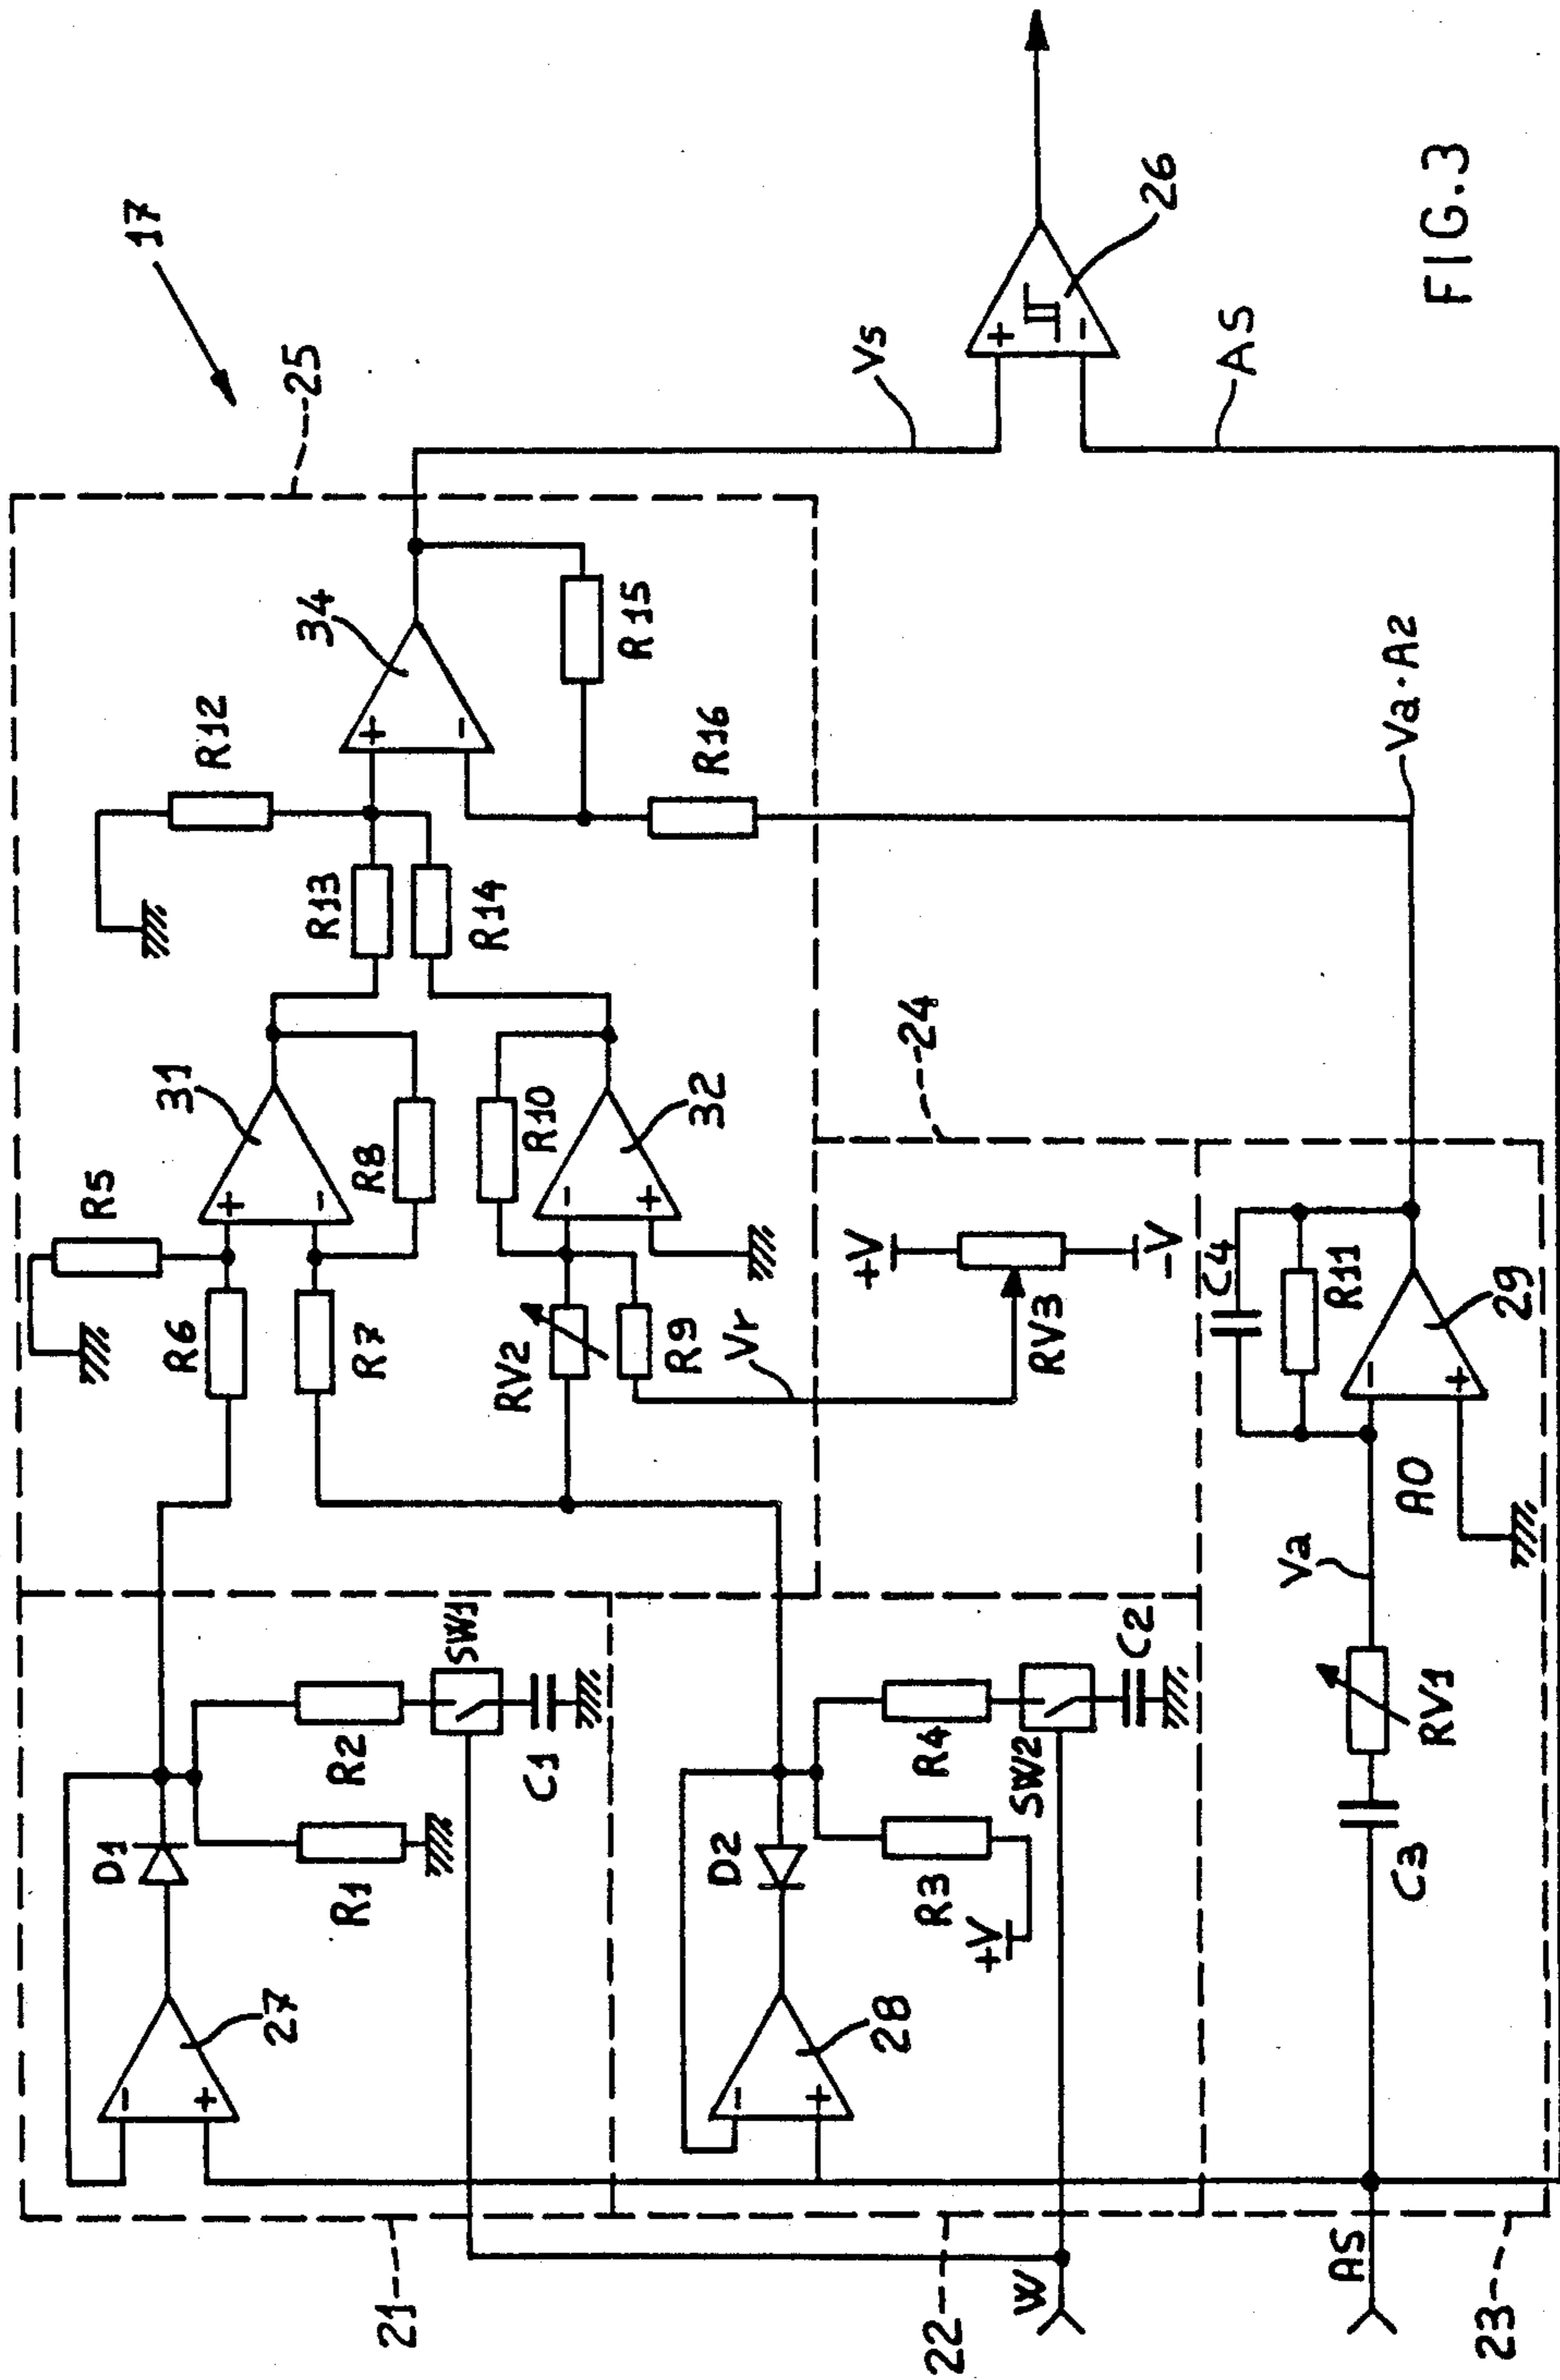 17
25
R12
34
+
-
R15
R13
R14
R16
31
R5
+
-
R6
R7
R8
R10
-
+
32
RV2
R9
Vr
24
+V
-V
RV3
Vs
+
-
26
AS
FIG.3
Va·A2
D1
R1
R2
SW1
C1
-
+
27
D2
R3
+V
R4
SW2
C2
-
+
28
C4
R11
-
+
29
A0
Va
RV1
C3
21
22
W
AS
23